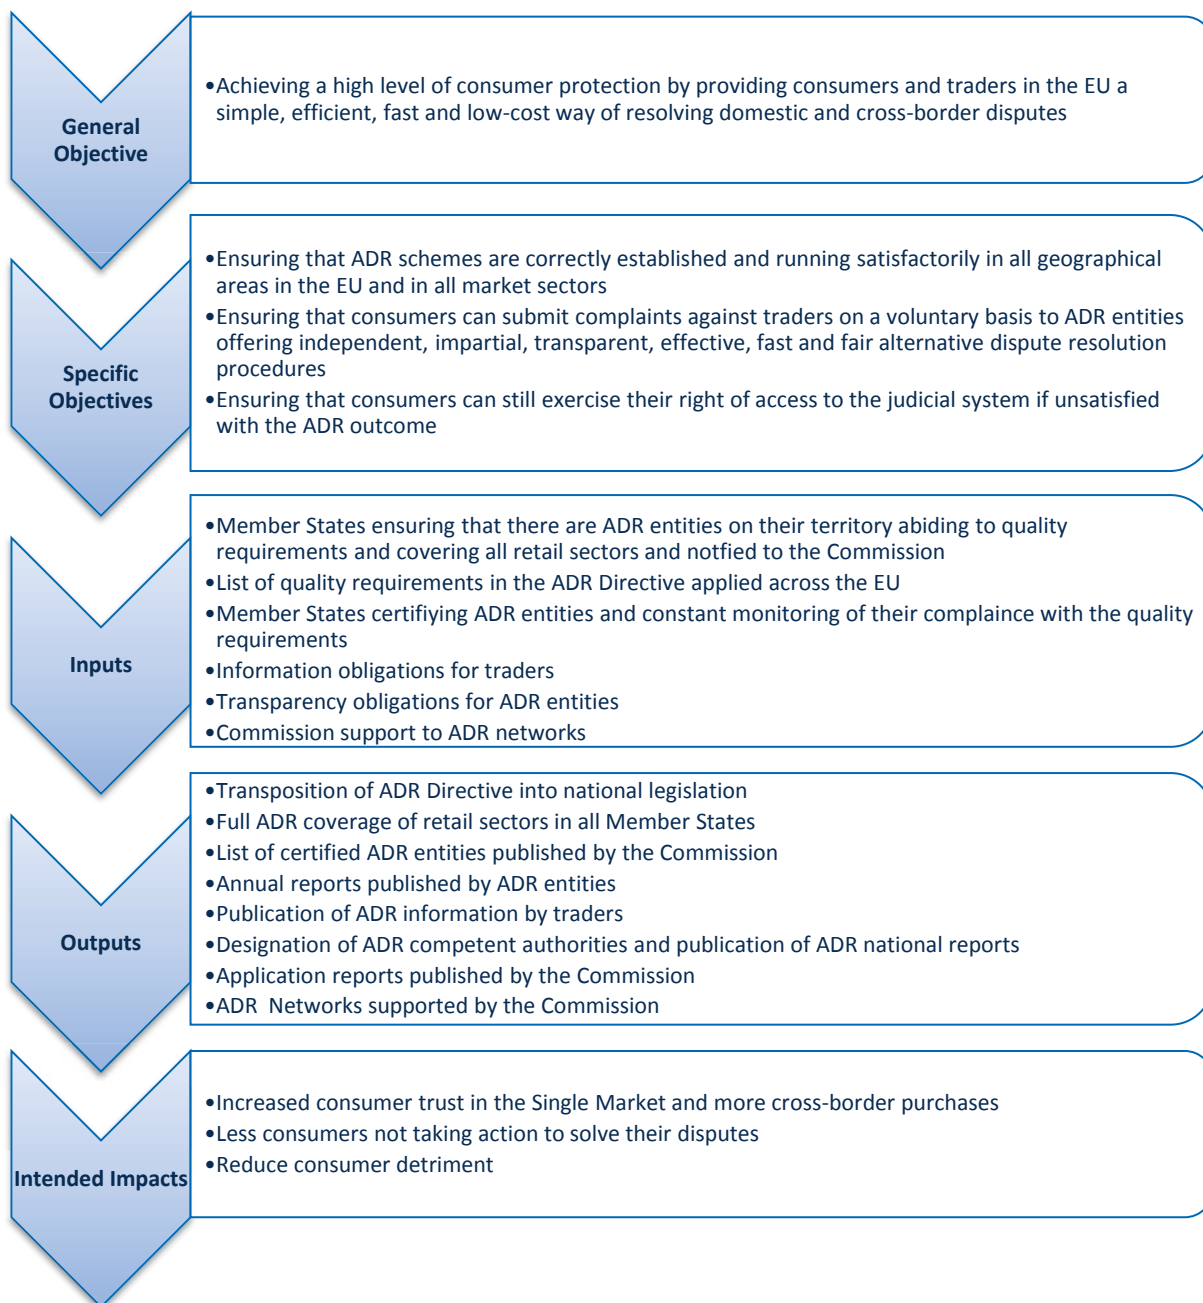 General
Objective
•Achieving a high level of consumer protection by providing consumers and traders in the EU a
simple, efficient, fast and low-cost way of resolving domestic and cross-border disputes
Specific
Objectives
•Ensuring that ADR schemes are correctly established and running satisfactorily in all geographical
areas in the EU and in all market sectors
•Ensuring that consumers can submit complaints against traders on a voluntary basis to ADR entities
offering independent, impartial, transparent, effective, fast and fair alternative dispute resolution
procedures
•Ensuring that consumers can still exercise their right of access to the judicial system if unsatisfied
with the ADR outcome
Inputs
•Member States ensuring that there are ADR entities on their territory abiding to quality
requirements and covering all retail sectors and notfied to the Commission
•List of quality requirements in the ADR Directive applied across the EU
•Member States certifiying ADR entities and constant monitoring of their complaince with the quality
requirements
•Information obligations for traders
•Transparency obligations for ADR entities
•Commission support to ADR networks
Outputs
•Transposition of ADR Directive into national legislation
•Full ADR coverage of retail sectors in all Member States
•List of certified ADR entities published by the Commission
•Annual reports published by ADR entities
•Publication of ADR information by traders
•Designation of ADR competent authorities and publication of ADR national reports
•Application reports published by the Commission
•ADR  Networks supported by the Commission
Intended Impacts
•Increased consumer trust in the Single Market and more cross-border purchases
•Less consumers not taking action to solve their disputes
•Reduce consumer detriment